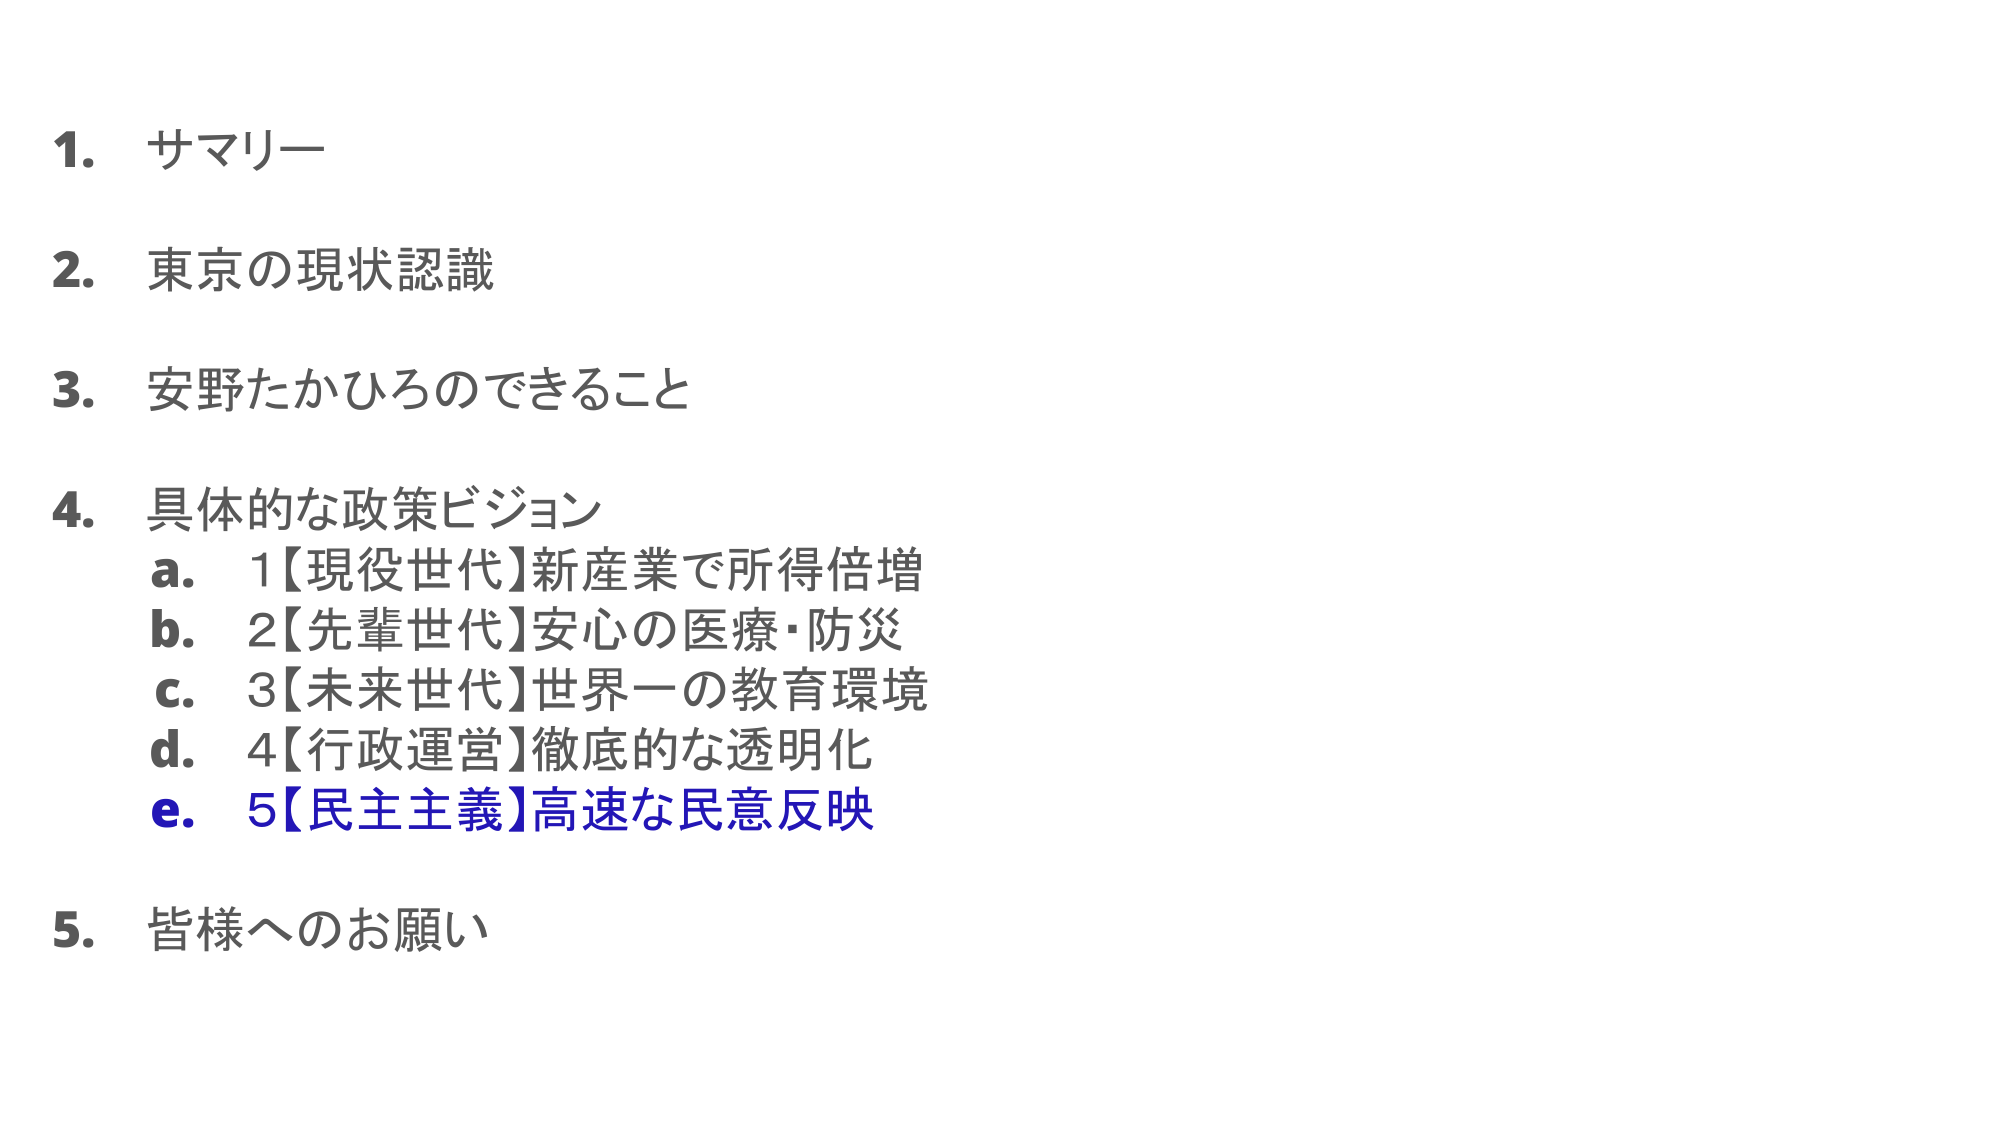 1. サマリー
2. 東京の現状認識
3. 安野たかひろのできること
4. 具体的な政策ビジョン
a. 1【現役世代】新産業で所得倍増
b. 2【先輩世代】安心の医療・防災
c. 3【未来世代】世界一の教育環境
d. 4【行政運営】徹底的な透明化
e. 5【民主主義】高速な民意反映
5. 皆様へのお願い